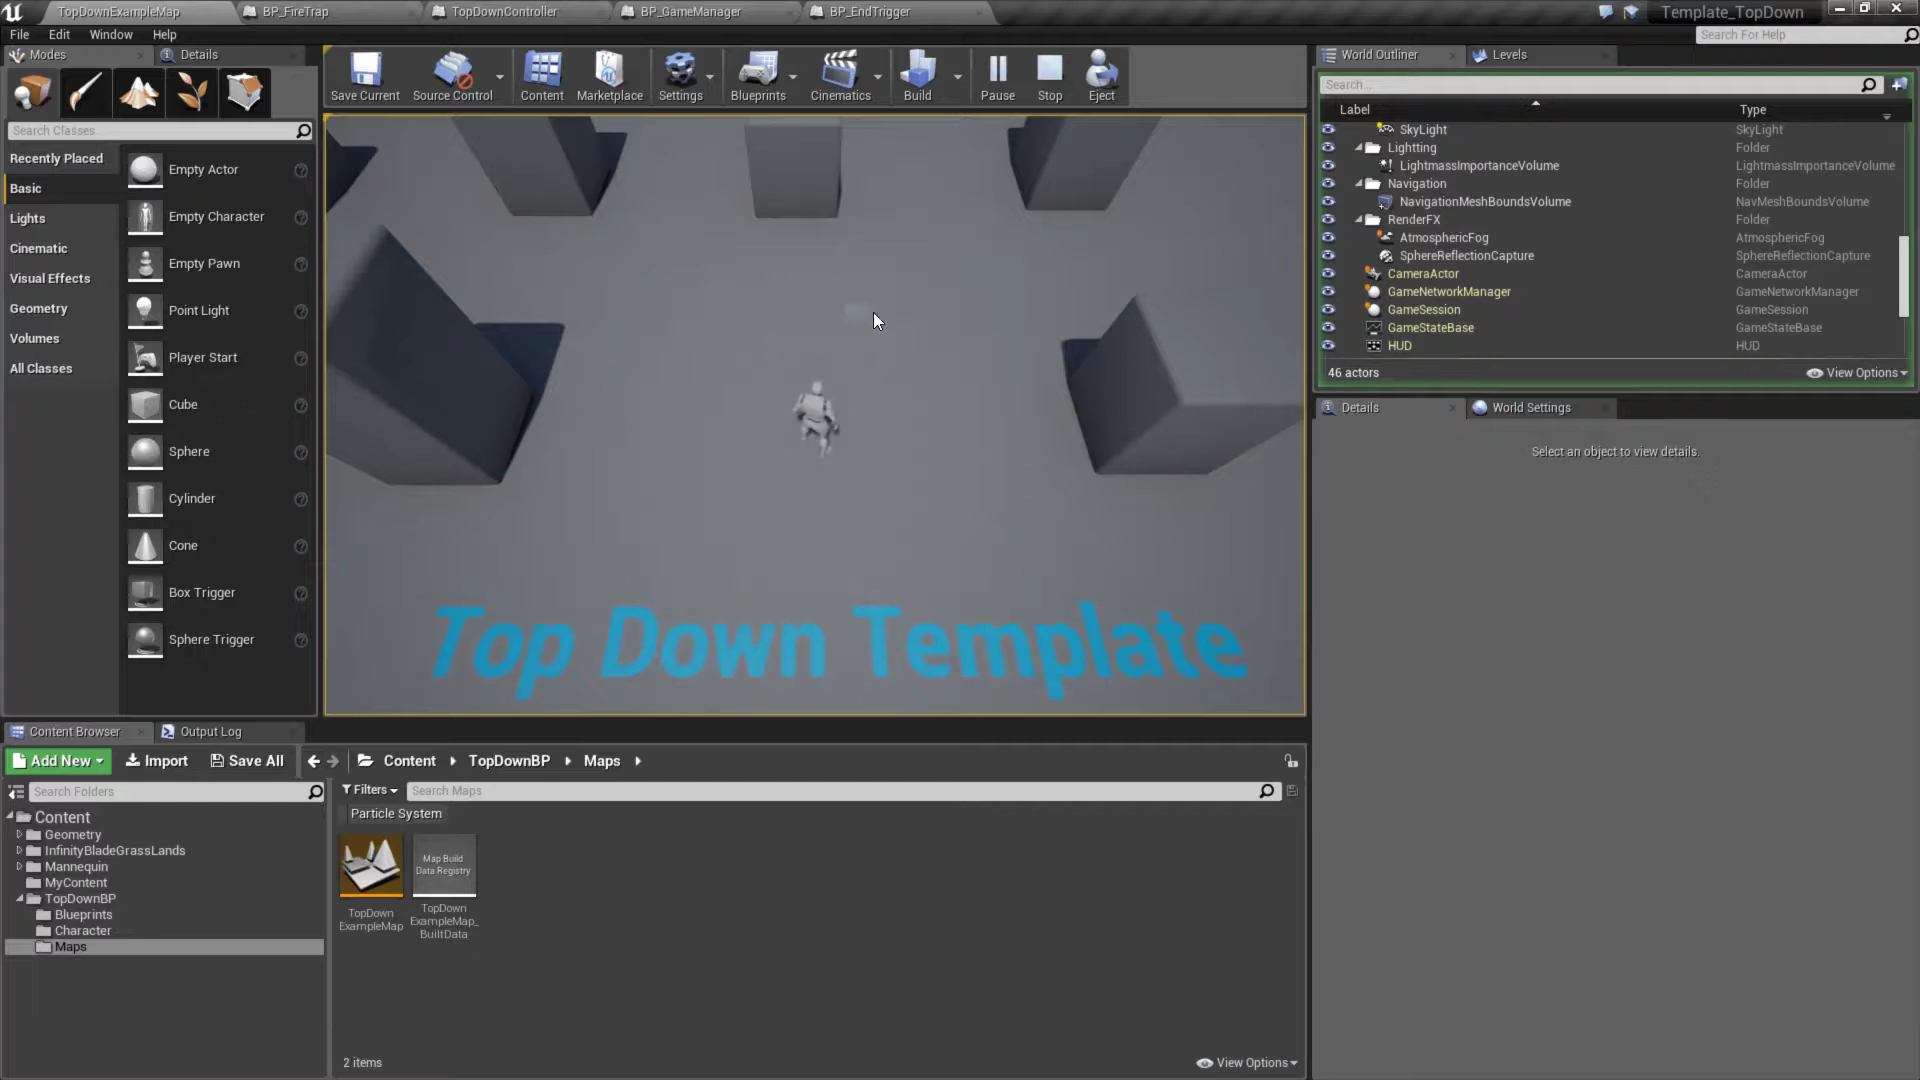 TopDownExampleMap
BP_FireTrap
TopDownController
BP_GameManager
BP_EndTrigger
Template_TopDown
File
Edit
Window
Help
Search For Help
Modes
Details
Save Current
Source Control
Content
Marketplace
Settings
Blueprints
Cinematics
Build
Pause
Stop
Eject
World Outliner
Levels
Search...
Label
Type
Search Classes
Recently Placed
Basic
Lights
Cinematic
Visual Effects
Geometry
Volumes
All Classes
Empty Actor
Empty Character
Empty Pawn
Point Light
Player Start
Cube
Sphere
Cylinder
Cone
Box Trigger
Sphere Trigger
Top Down Template
SkyLight SkyLight
Lightting Folder
LightmassImportanceVolume LightmassImportanceVolume
Navigation Folder
NavigationMeshBoundsVolume NavMeshBoundsVolume
RenderFX Folder
AtmosphericFog AtmosphericFog
SphereReflectionCapture SphereReflectionCapture
CameraActor CameraActor
GameNetworkManager GameNetworkManager
GameSession GameSession
GameStateBase GameStateBase
HUD HUD
46 actors
View Options
Details
World Settings
Select an object to view details.
Content Browser
Output Log
Add New
Import
Save All
Content
TopDownBP
Maps
Search Folders
Filters
Search Maps
Particle System
Content
Geometry
InfinityBladeGrassLands
Mannequin
MyContent
TopDownBP
Blueprints
Character
Maps
TopDown
ExampleMap
Map Build
Data Registry
TopDown
ExampleMap_
BuiltData
2 items
View Options